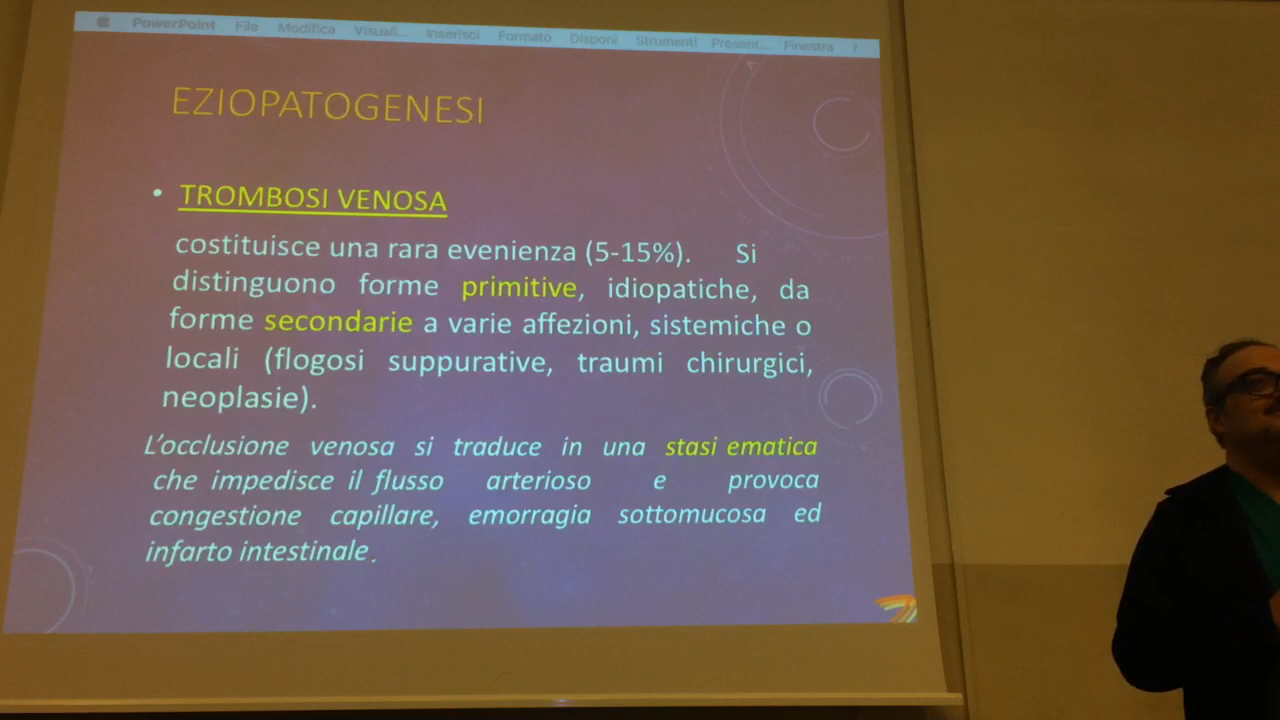 PowerPoint File Modifica Visuali... Inserisci Formato Disponi Strumenti Present... Finestra ?
EZIOPATOGENESI
• TROMBOSI VENOSA
costituisce una rara evenienza (5-15%). Si
distinguono forme primitive, idiopatiche, da
forme secondarie a varie affezioni, sistemiche o
locali (flogosi suppurative, traumi chirurgici,
neoplasie).
L'occlusione venosa si traduce in una stasi ematica
che impedisce il flusso arterioso e provoca
congestione capillare, emorragia sottomucosa ed
infarto intestinale.